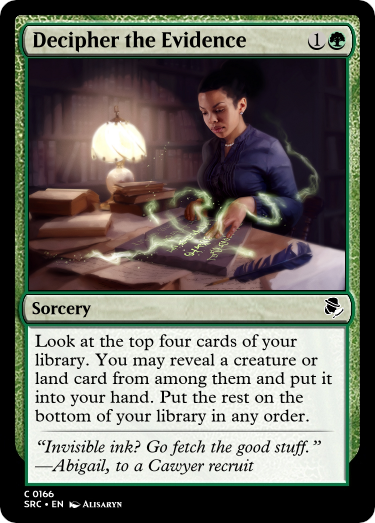 Decipher the Evidence 1
Sorcery
Look at the top four cards of your
library. You may reveal a creature or
land card from among them and put it
into your hand. Put the rest on the
bottom of your library in any order.
“Invisible ink? Go fetch the good stuff.”
—Abigail, to a Cawyer recruit
C 0166
SRC • EN Alisaryn